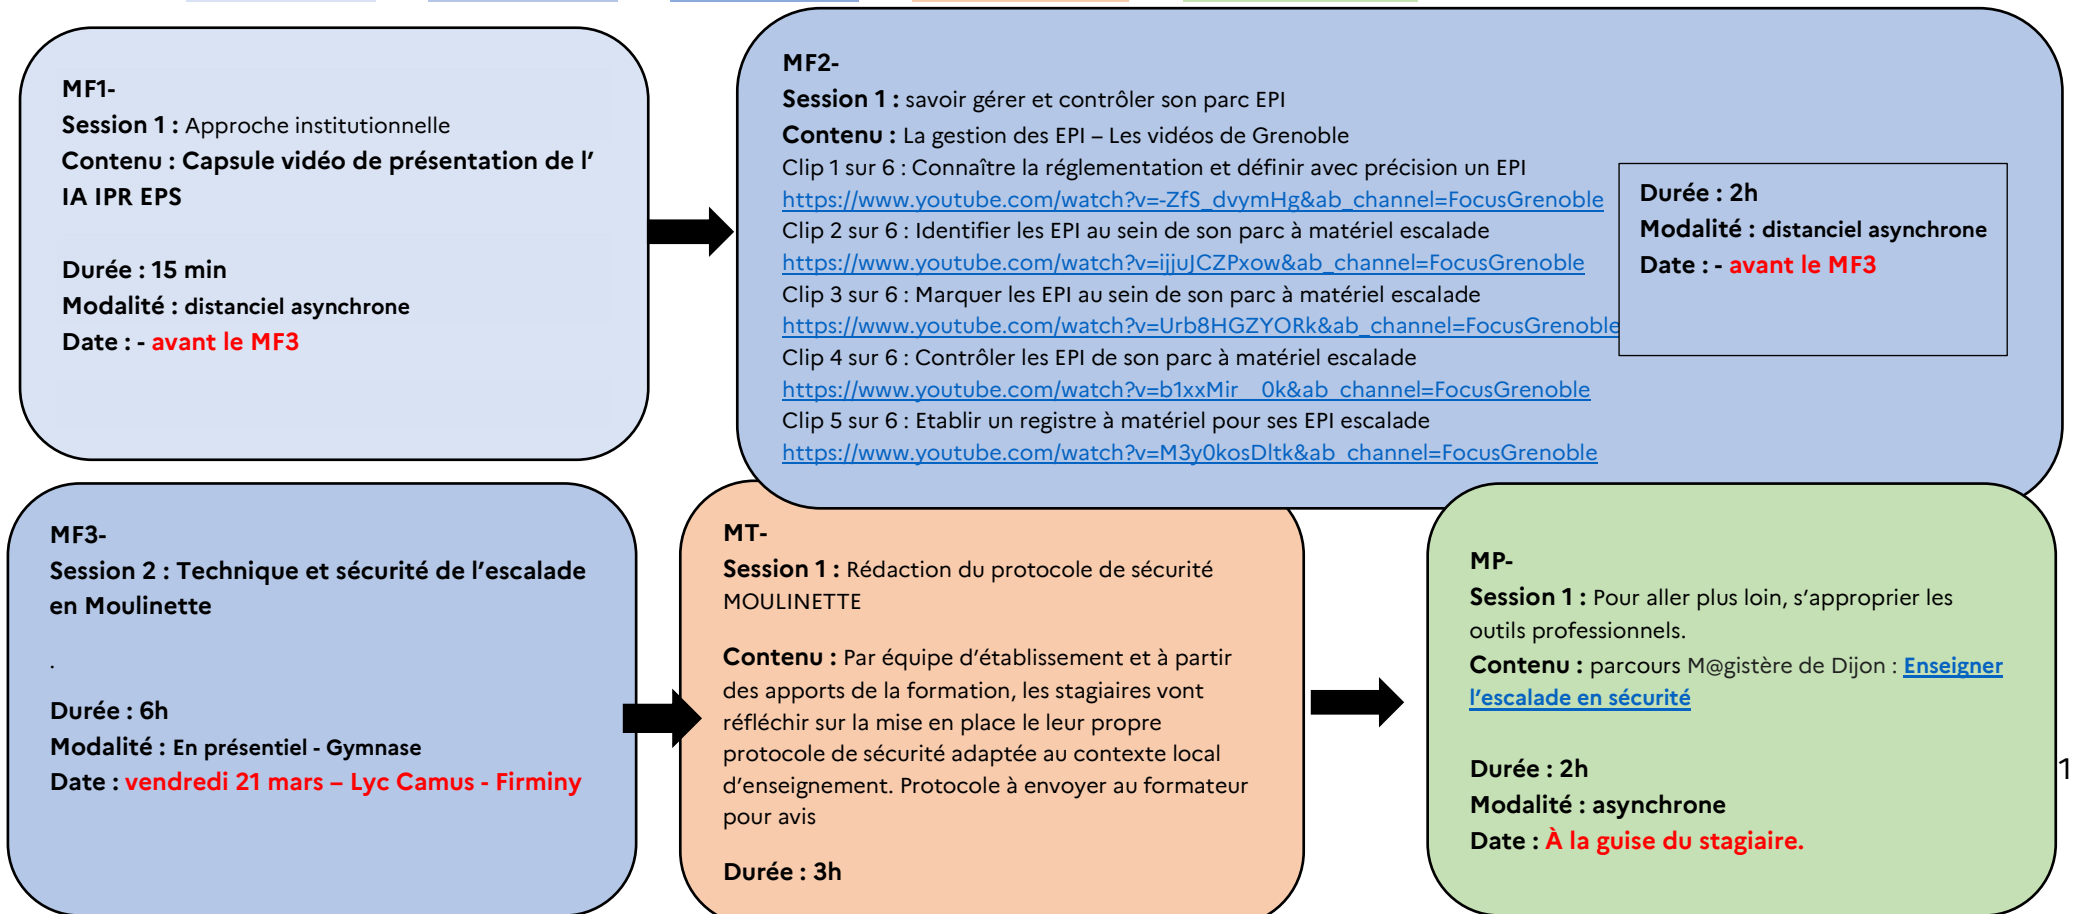 MF1-
Session 1 : Approche institutionnelle
Contenu : Capsule vidéo de présentation de l’
IA IPR EPS
Durée : 15 min
Modalité : distanciel asynchrone
Date : - avant le MF3
MF2-
Session 1 : savoir gérer et contrôler son parc EPI
Contenu : La gestion des EPI – Les vidéos de Grenoble
Clip 1 sur 6 : Connaître la réglementation et définir avec précision un EPI
https://www.youtube.com/watch?v=-ZfS_dvymHg&ab_channel=FocusGrenoble
Clip 2 sur 6 : Identifier les EPI au sein de son parc à matériel escalade
https://www.youtube.com/watch?v=ijjuJCZPxow&ab_channel=FocusGrenoble
Clip 3 sur 6 : Marquer les EPI au sein de son parc à matériel escalade
https://www.youtube.com/watch?v=Urb8HGZYORk&ab_channel=FocusGrenoble
Clip 4 sur 6 : Contrôler les EPI de son parc à matériel escalade
https://www.youtube.com/watch?v=b1xxMir__0k&ab_channel=FocusGrenoble
Clip 5 sur 6 : Etablir un registre à matériel pour ses EPI escalade
https://www.youtube.com/watch?v=M3y0kosDltk&ab_channel=FocusGrenoble
Durée : 2h
Modalité : distanciel asynchrone
Date : - avant le MF3
MF3-
Session 2 : Technique et sécurité de l’escalade
en Moulinette
.
Durée : 6h
Modalité : En présentiel - Gymnase
Date : vendredi 21 mars – Lyc Camus - Firminy
MT-
Session 1 : Rédaction du protocole de sécurité
MOULINETTE
Contenu : Par équipe d’établissement et à partir
des apports de la formation, les stagiaires vont
réfléchir sur la mise en place le leur propre
protocole de sécurité adaptée au contexte local
d’enseignement. Protocole à envoyer au formateur
pour avis
Durée : 3h
MP-
Session 1 : Pour aller plus loin, s’approprier les
outils professionnels.
Contenu : parcours M@gistère de Dijon : Enseigner
l’escalade en sécurité
Durée : 2h
Modalité : asynchrone
Date : À la guise du stagiaire.
1